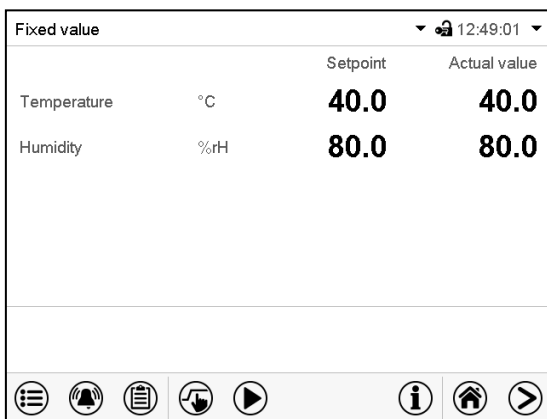 Fixed value 12:49:01
Setpoint Actual value
Temperature °C 40.0 40.0
Humidity %rH 80.0 80.0